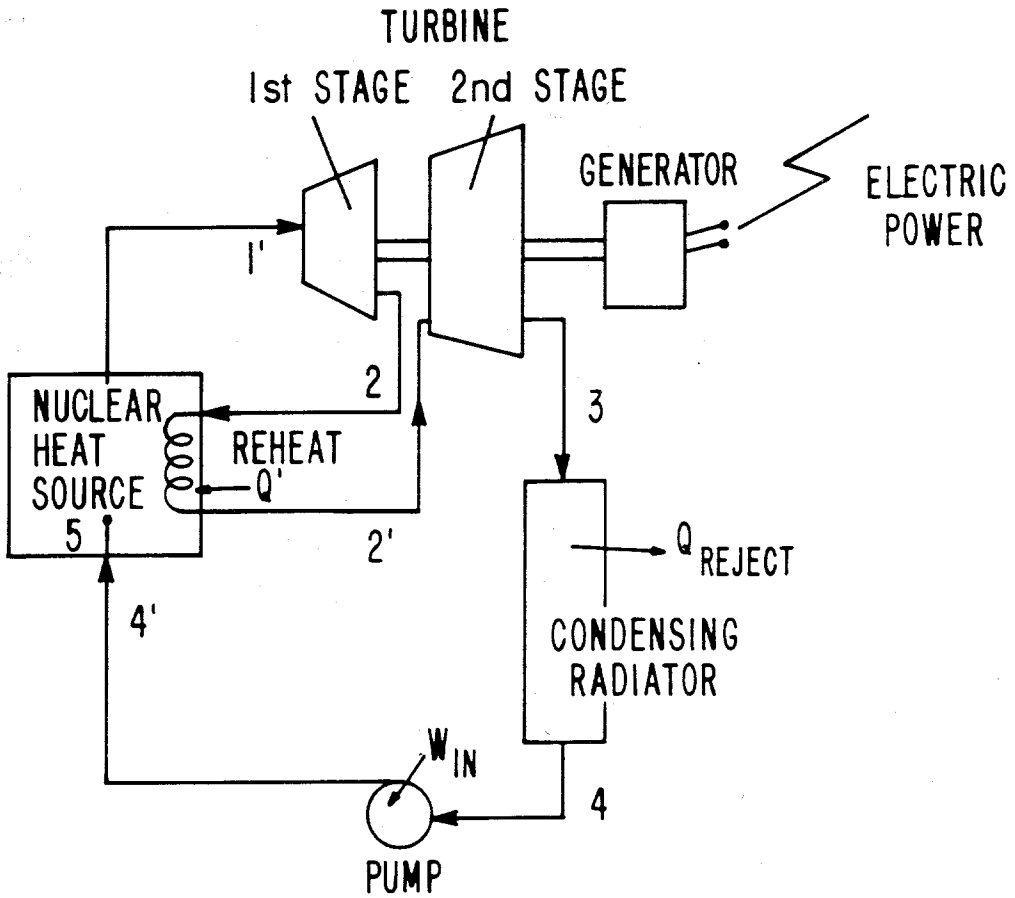 TURBINE
1st STAGE 2nd STAGE
GENERATOR
ELECTRIC
POWER
1'
2
3
NUCLEAR
HEAT
SOURCE
5
REHEAT
Q'
2'
Q REJECT
4'
CONDENSING
RADIATOR
W IN
4
PUMP